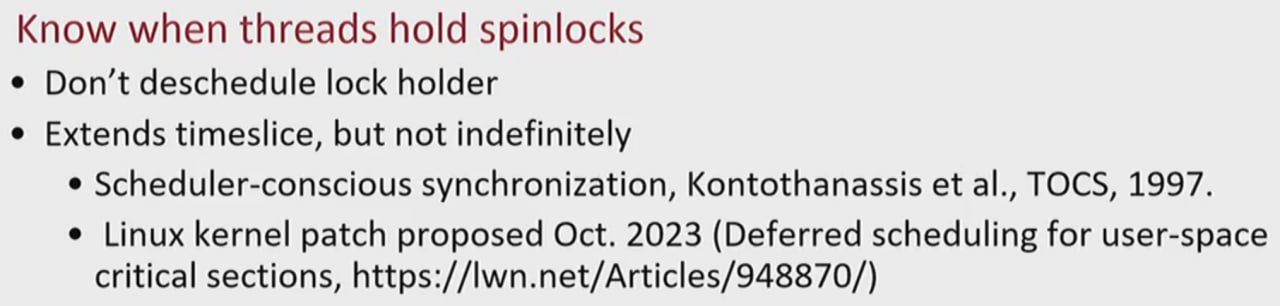 Know when threads hold spinlocks
• Don't deschedule lock holder
• Extends timeslice, but not indefinitely
• Scheduler-conscious synchronization, Kontothanassis et al., TOCS, 1997.
• Linux kernel patch proposed Oct. 2023 (Deferred scheduling for user-space
critical sections, https://lwn.net/Articles/948870/)